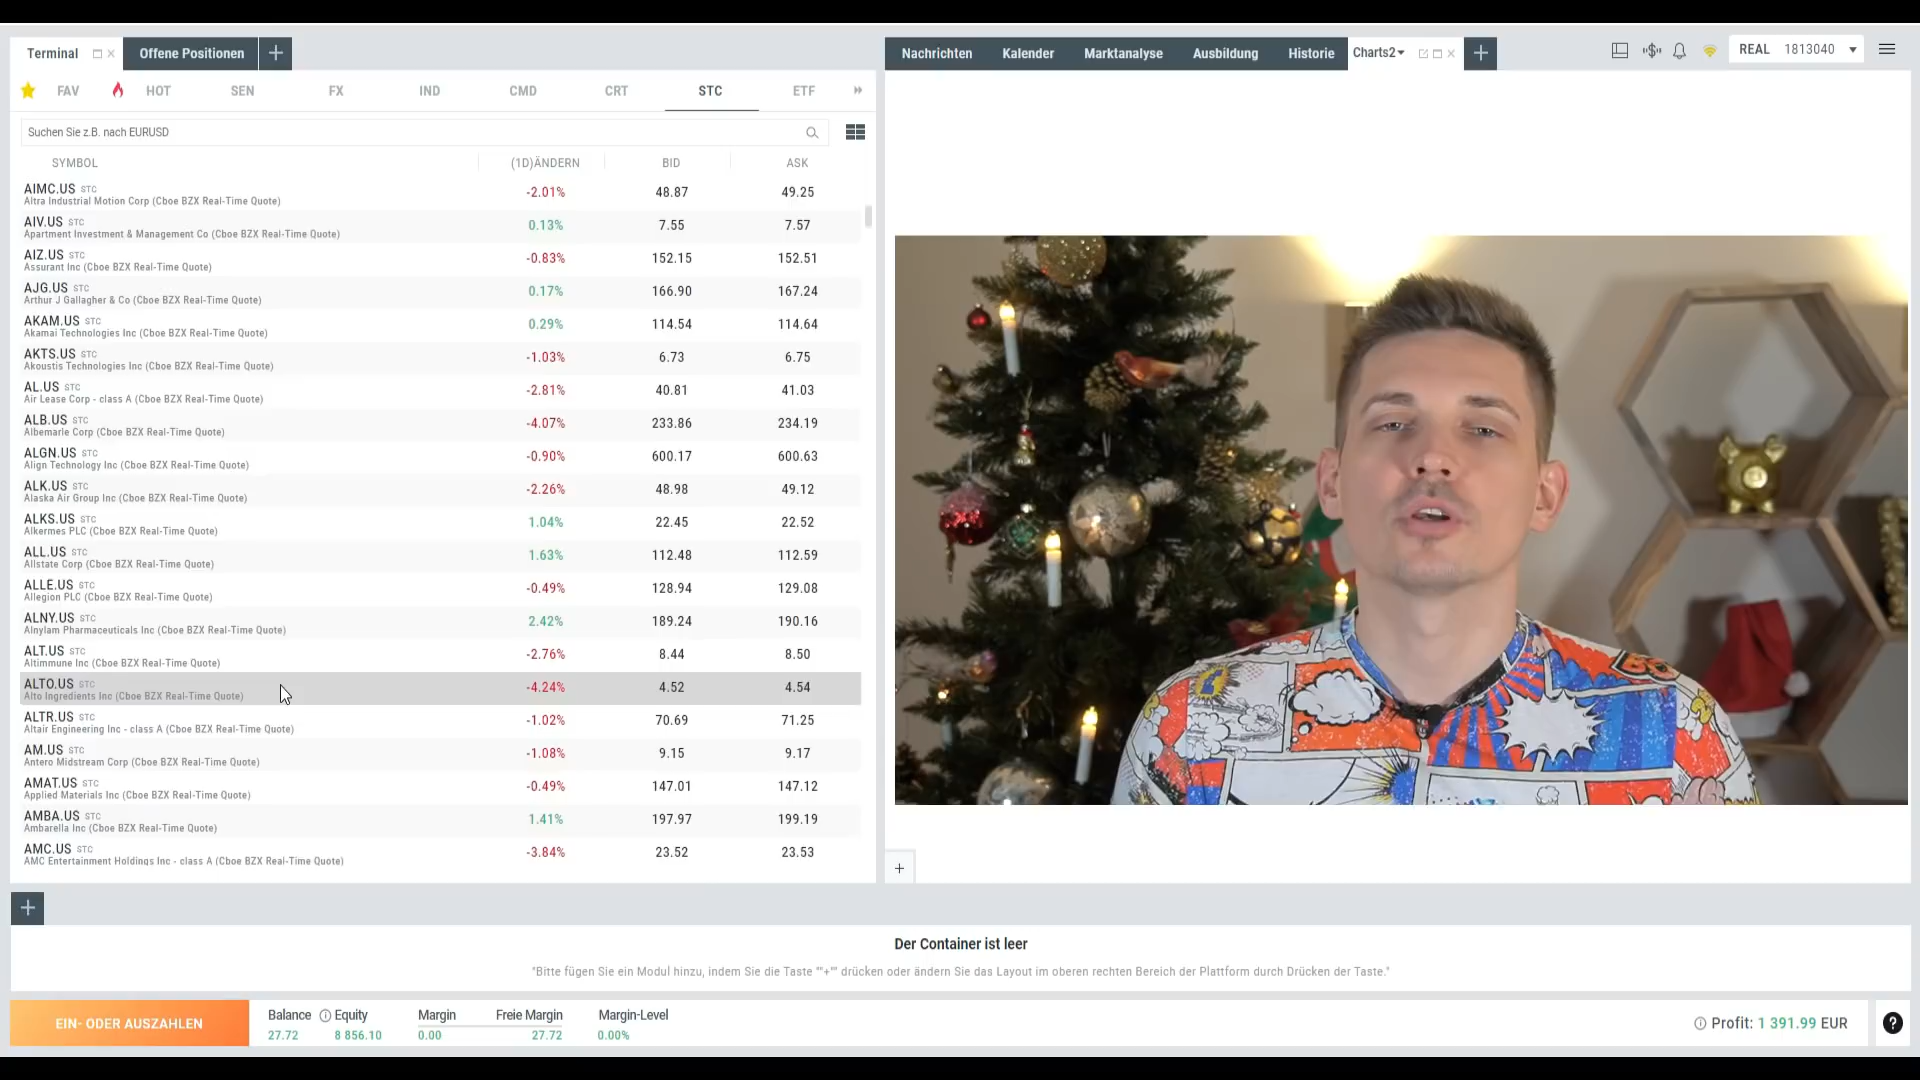 Terminal
Offene Positionen
Nachrichten
Kalender
Marktanalyse
Ausbildung
Historie
Charts2
REAL 1813040
FAV
HOT
SEN
FX
IND
CMD
CRT
STC
ETF
Suchen Sie z.B. nach EURUSD
SYMBOL (1D)ÄNDERN BID ASK
AIMC.US STC -2.01% 48.87 49.25
Altra Industrial Motion Corp (Cboe BZX Real-Time Quote)
AIV.US STC 0.13% 7.55 7.57
Apartment Investment & Management Co (Cboe BZX Real-Time Quote)
AIZ.US STC -0.83% 152.15 152.51
Assurant Inc (Cboe BZX Real-Time Quote)
AJG.US STC 0.17% 166.90 167.24
Arthur J Gallagher & Co (Cboe BZX Real-Time Quote)
AKAM.US STC 0.29% 114.54 114.64
Akamai Technologies Inc (Cboe BZX Real-Time Quote)
AKTS.US STC -1.03% 6.73 6.75
Akoustis Technologies Inc (Cboe BZX Real-Time Quote)
AL.US STC -2.81% 40.81 41.03
Air Lease Corp - class A (Cboe BZX Real-Time Quote)
ALB.US STC -4.07% 233.86 234.19
Albemarle Corp (Cboe BZX Real-Time Quote)
ALGN.US STC -0.90% 600.17 600.63
Align Technology Inc (Cboe BZX Real-Time Quote)
ALK.US STC -2.26% 48.98 49.12
Alaska Air Group Inc (Cboe BZX Real-Time Quote)
ALKS.US STC 1.04% 22.45 22.52
Alkermes PLC (Cboe BZX Real-Time Quote)
ALL.US STC 1.63% 112.48 112.59
Allstate Corp (Cboe BZX Real-Time Quote)
ALLE.US STC -0.49% 128.94 129.08
Allegion PLC (Cboe BZX Real-Time Quote)
ALNY.US STC 2.42% 189.24 190.16
Alnylam Pharmaceuticals Inc (Cboe BZX Real-Time Quote)
ALT.US STC -2.76% 8.44 8.50
Altimmune Inc (Cboe BZX Real-Time Quote)
ALTO.US STC -4.24% 4.52 4.54
Alto Ingredients Inc (Cboe BZX Real-Time Quote)
ALTR.US STC -1.02% 70.69 71.25
Altair Engineering Inc - class A (Cboe BZX Real-Time Quote)
AM.US STC -1.08% 9.15 9.17
Antero Midstream Corp (Cboe BZX Real-Time Quote)
AMAT.US STC -0.49% 147.01 147.12
Applied Materials Inc (Cboe BZX Real-Time Quote)
AMBA.US STC 1.41% 197.97 199.19
Ambarella Inc (Cboe BZX Real-Time Quote)
AMC.US STC -3.84% 23.52 23.53
AMC Entertainment Holdings Inc - class A (Cboe BZX Real-Time Quote)
Der Container ist leer
"Bitte fügen Sie ein Modul hinzu, indem Sie die Taste ""+"" drücken oder ändern Sie das Layout im oberen rechten Bereich der Plattform durch Drücken der Taste."
EIN- ODER AUSZAHLEN
Balance Equity Margin Freie Margin Margin-Level
27.72 8 856.10 0.00 27.72 0.00%
Profit: 1 391.99 EUR